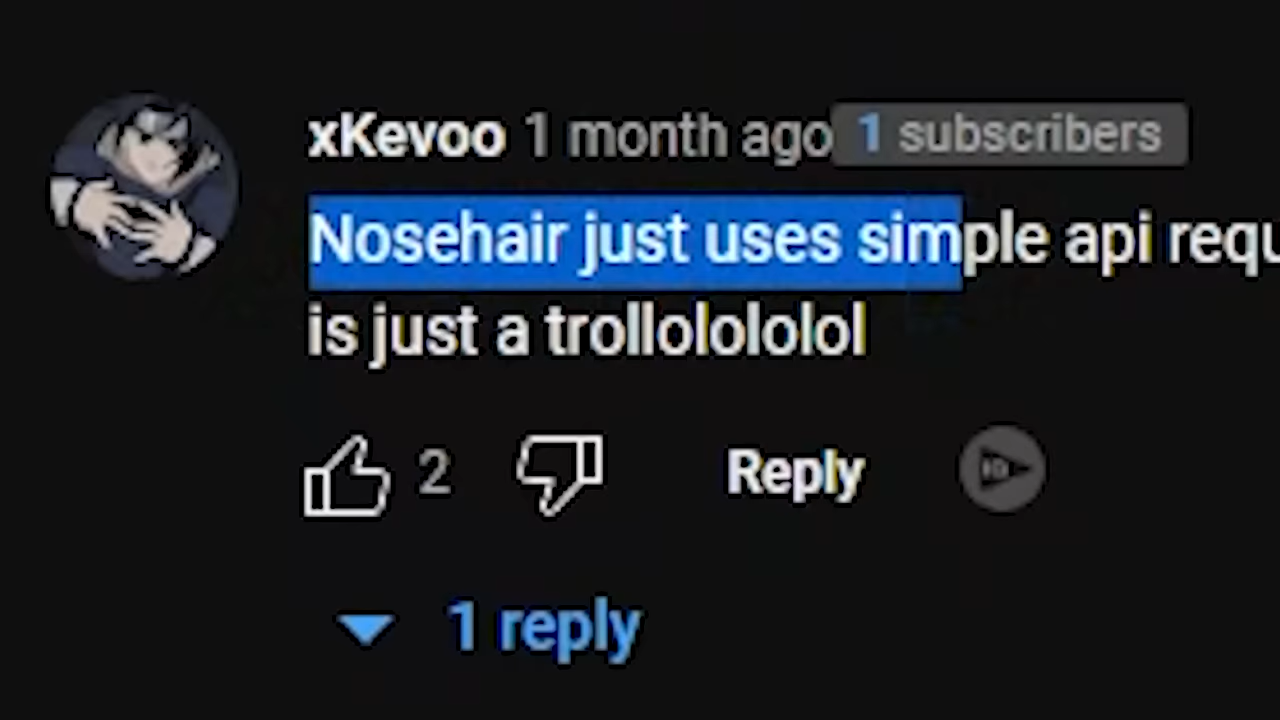 xKevoo 1 month ago 1 subscribers
Nosehair just uses simple api requ
is just a trollolololol
2 Reply
1 reply